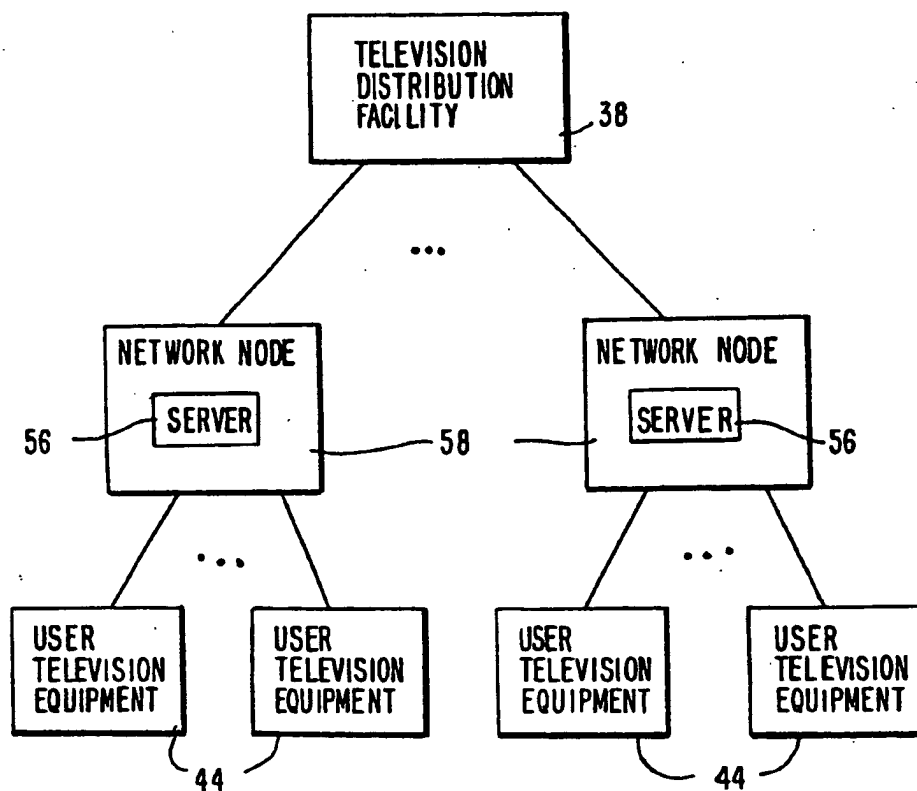 TELEVISION
DISTRIBUTION
FACILITY
38
...
NETWORK NODE
SERVER
56
58
NETWORK NODE
SERVER
56
...
...
USER
TELEVISION
EQUIPMENT
USER
TELEVISION
EQUIPMENT
USER
TELEVISION
EQUIPMENT
USER
TELEVISION
EQUIPMENT
44
44